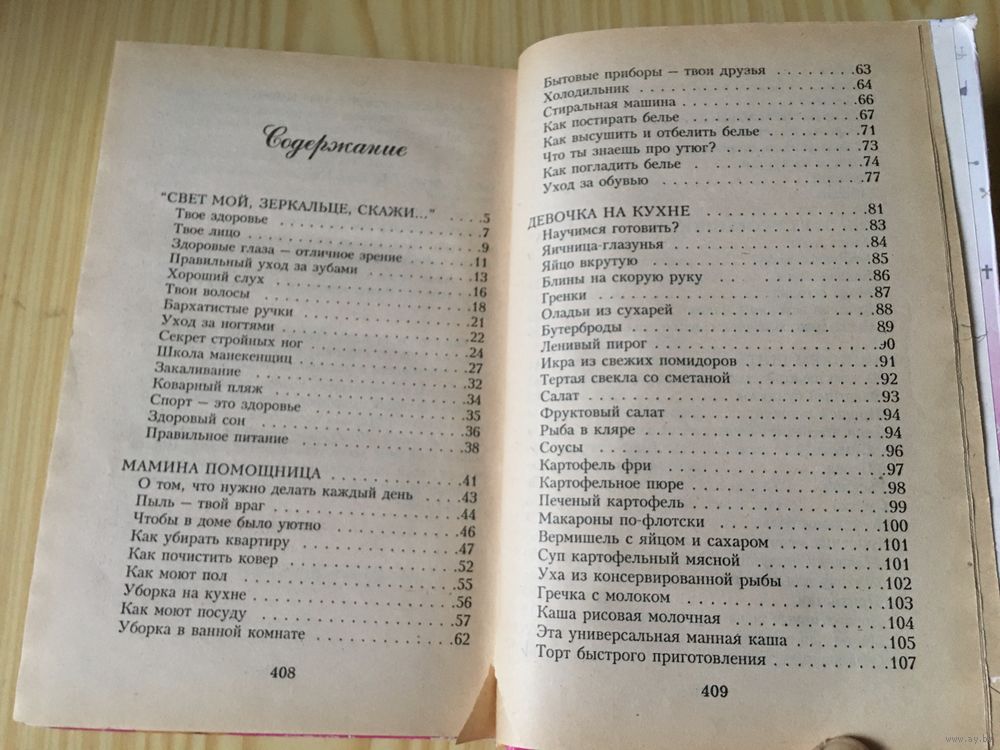 Содержание
"СВЕТ МОЙ, ЗЕРКАЛЬЦЕ, СКАЖИ..." . . . . 5
Твое здоровье . . . . . . . . . . . . . . . . 7
Твое лицо . . . . . . . . . . . . . . . . 9
Здоровые глаза — отличное зрение . . . . . . 11
Правильный уход за зубами . . . . . . . . . 13
Хороший слух . . . . . . . . . . . . . . . 16
Твои волосы . . . . . . . . . . . . . . . 18
Бархатистые ручки . . . . . . . . . . . . . 21
Уход за ногтями . . . . . . . . . . . . . . 22
Секрет стройных ног . . . . . . . . . . . . 24
Школа манекенщиц . . . . . . . . . . . . . 27
Закаливание . . . . . . . . . . . . . . . 32
Коварный пляж . . . . . . . . . . . . . . 34
Спорт — это здоровье . . . . . . . . . . . . 35
Здоровый сон . . . . . . . . . . . . . . . 36
Правильное питание . . . . . . . . . . . . 38
МАМИНА ПОМОЩНИЦА . . . . . . . . . . 41
О том, что нужно делать каждый день . . . . 43
Пыль — твой враг . . . . . . . . . . . . . 44
Чтобы в доме было уютно . . . . . . . . . . 46
Как убирать квартиру . . . . . . . . . . . . 47
Как почистить ковер . . . . . . . . . . . . 52
Как моют пол . . . . . . . . . . . . . . . 55
Уборка на кухне . . . . . . . . . . . . . . 56
Как моют посуду . . . . . . . . . . . . . . 57
Уборка в ванной комнате . . . . . . . . . . 62
408
Бытовые приборы — твои друзья . . . . . . . 63
Холодильник . . . . . . . . . . . . . . . . 64
Стиральная машина . . . . . . . . . . . . . 66
Как постирать белье . . . . . . . . . . . . 67
Как высушить и отбелить белье . . . . . . . 71
Что ты знаешь про утюг? . . . . . . . . . . 73
Как погладить белье . . . . . . . . . . . . 74
Уход за обувью . . . . . . . . . . . . . . 77
ДЕВОЧКА НА КУХНЕ . . . . . . . . . . . 81
Научимся готовить? . . . . . . . . . . . . 83
Яичница-глазунья . . . . . . . . . . . . . 84
Яйцо вкрутую . . . . . . . . . . . . . . . 85
Блины на скорую руку . . . . . . . . . . . 86
Гренки . . . . . . . . . . . . . . . . . . 87
Оладьи из сухарей . . . . . . . . . . . . . 88
Бутерброды . . . . . . . . . . . . . . . 89
Ленивый пирог . . . . . . . . . . . . . . 90
Икра из свежих помидоров . . . . . . . . . 91
Тертая свекла со сметаной . . . . . . . . . 92
Салат . . . . . . . . . . . . . . . . . . 93
Фруктовый салат . . . . . . . . . . . . . 94
Рыба в кляре . . . . . . . . . . . . . . . 94
Соусы . . . . . . . . . . . . . . . . . . 96
Картофель фри . . . . . . . . . . . . . . 97
Картофельное пюре . . . . . . . . . . . . 98
Печеный картофель . . . . . . . . . . . . 99
Макароны по-флотски . . . . . . . . . . . 100
Вермишель с яйцом и сахаром . . . . . . . 101
Суп картофельный мясной . . . . . . . . . 101
Уха из консервированной рыбы . . . . . . . 102
Гречка с молоком . . . . . . . . . . . . . 103
Каша рисовая молочная . . . . . . . . . . 104
Эта универсальная манная каша . . . . . . . 105
Торт быстрого приготовления . . . . . . . . 107
409
www.ay.by